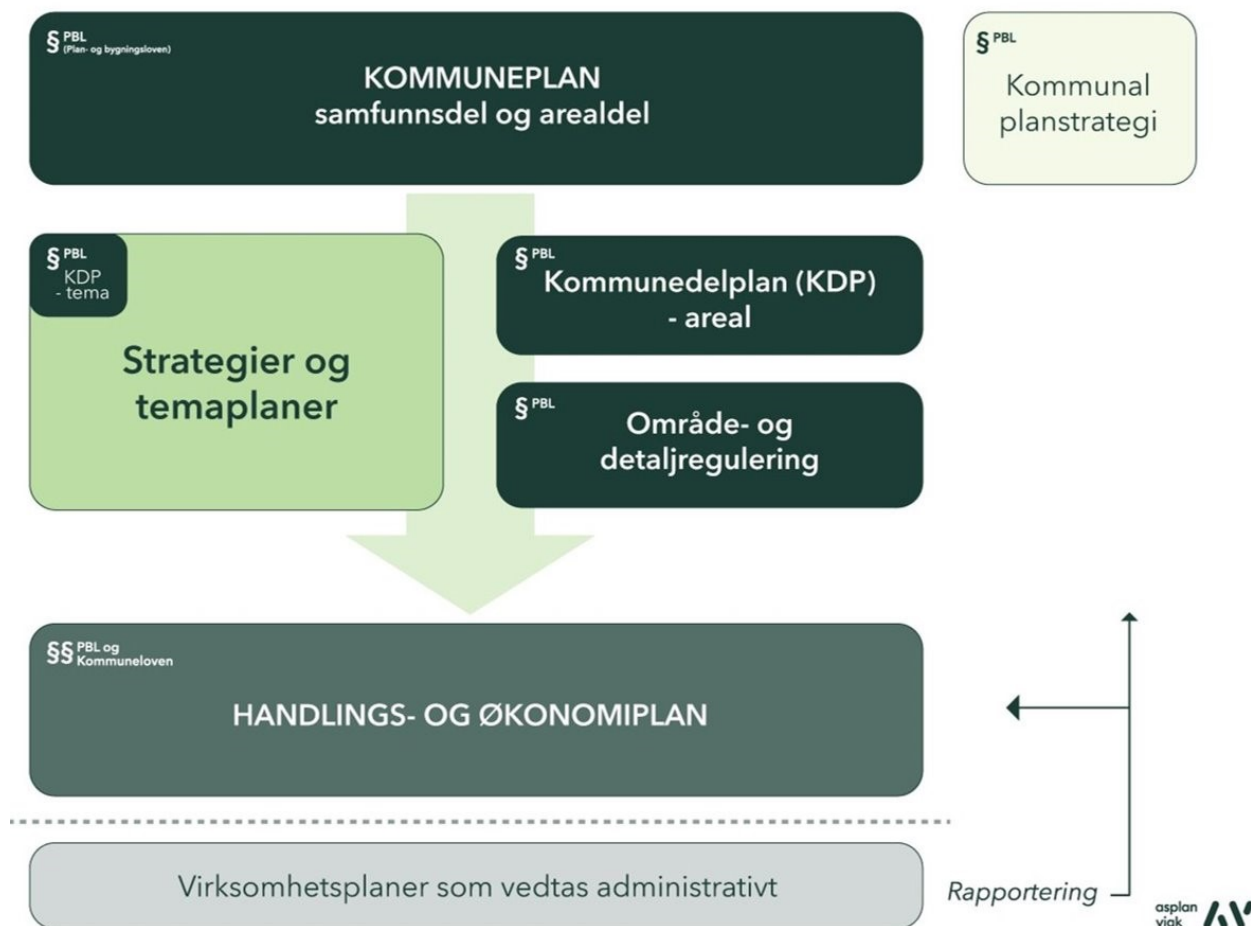 § PBL
(Plan- og bygningsloven)
KOMMUNEPLAN
samfunnsdel og arealdel
§ PBL
Kommunal
planstrategi
§ PBL
KDP
- tema
Strategier og
temaplaner
§ PBL
Kommunedelplan (KDP)
- areal
§ PBL
Område- og
detaljregulering
§§ PBL og
Kommuneloven
HANDLINGS- OG ØKONOMIPLAN
Virksomhetsplaner som vedtas administrativt
Rapportering
asplan
viak